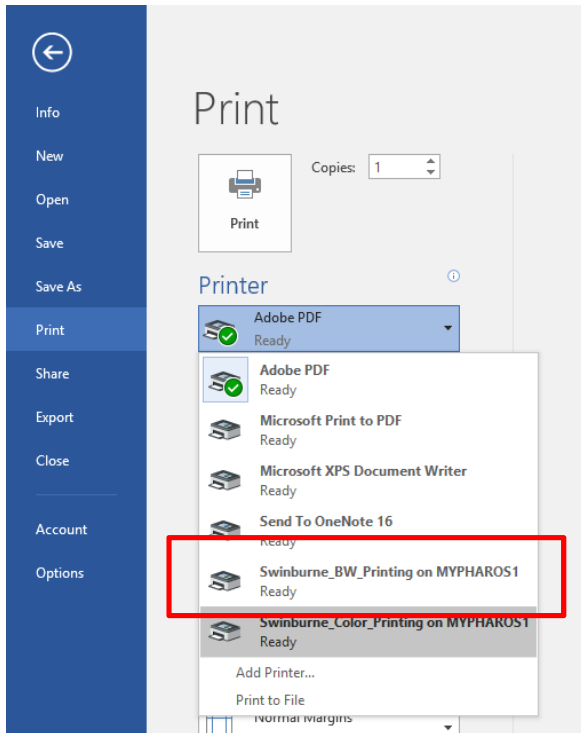 Info
New
Open
Save
Save As
Print
Share
Export
Close
Account
Options
Print
Copies: 1
Print
Printer
Adobe PDF
Ready
Adobe PDF
Ready
Microsoft Print to PDF
Ready
Microsoft XPS Document Writer
Ready
Send To OneNote 16
Ready
Swinburne_BW_Printing on MYPHAROS1
Ready
Swinburne_Color_Printing on MYPHAROS1
Ready
Add Printer...
Print to File
Normal Margins